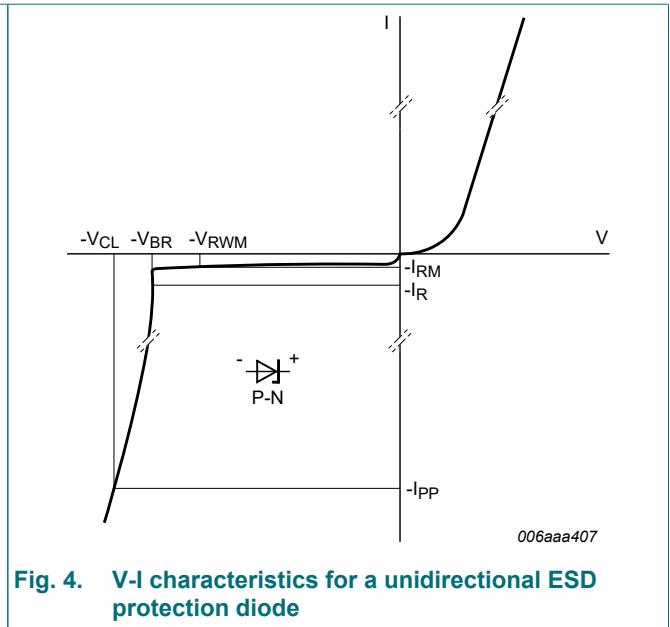 I
-VCL -VBR -VRWM V
-IRM
-IR
- +
P-N
-IPP
006aaa407
Fig. 4. V-I characteristics for a unidirectional ESD
protection diode